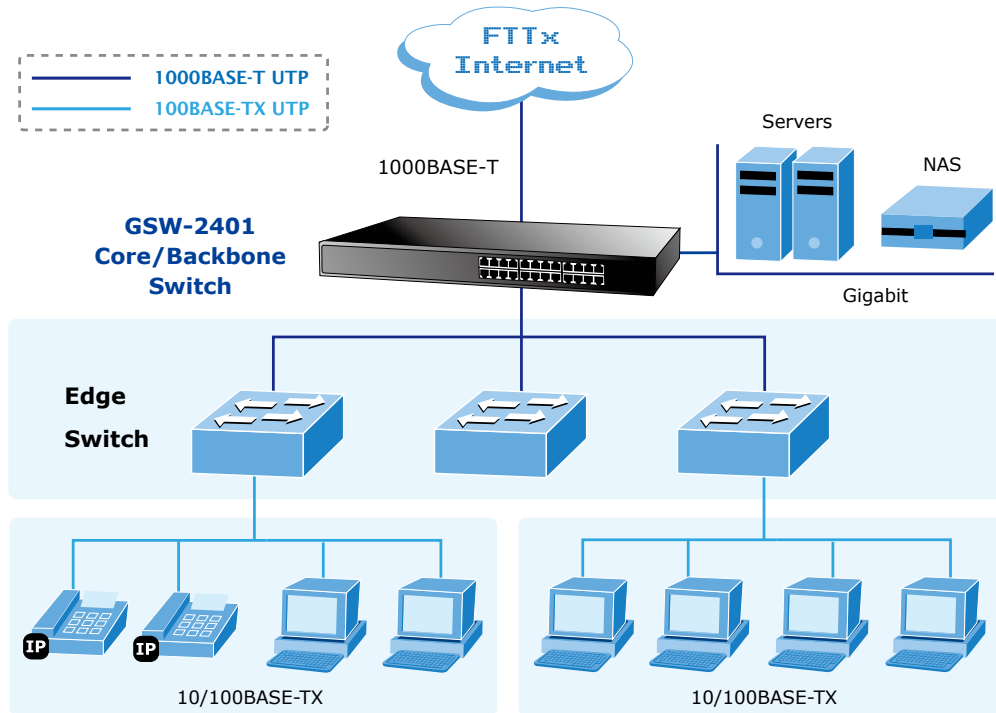 FTTx
Internet
1000BASE-T UTP
100BASE-TX UTP
1000BASE-T
Servers
NAS
GSW-2401
Core/Backbone
Switch
Gigabit
Edge
Switch
IP
IP
10/100BASE-TX
10/100BASE-TX